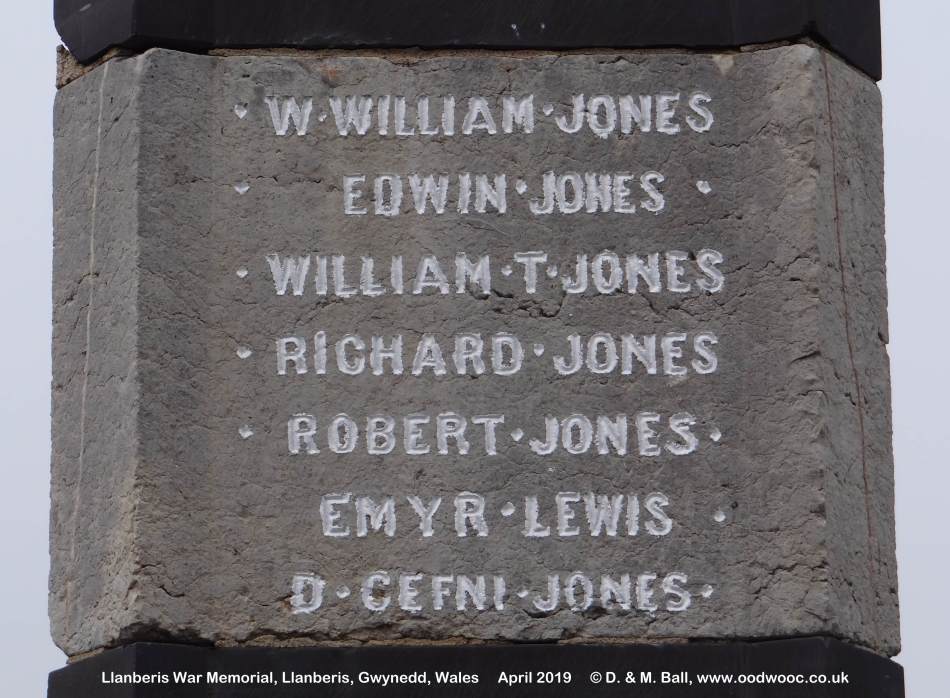 · W · WILLIAM · JONES
· EDWIN · JONES ·
· WILLIAM · T · JONES
· RICHARD · JONES
· ROBERT · JONES ·
EMYR · LEWIS ·
D · CEFNI · JONES ·
Llanberis War Memorial, Llanberis, Gwynedd, Wales April 2019 © D. & M. Ball, www.oodwooc.co.uk